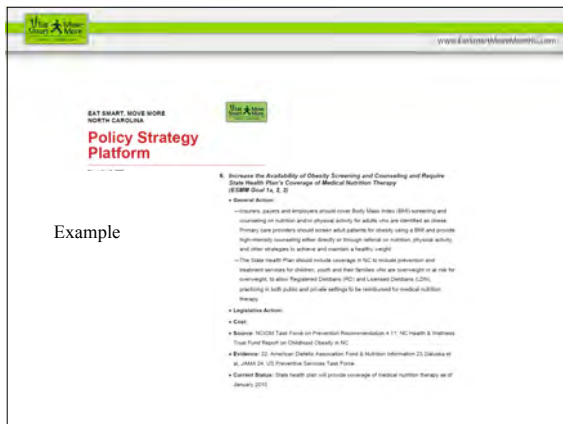 Eat Move
Smart More
www.EatSmartMoveMoreNC.com
EAT SMART, MOVE MORE
NORTH CAROLINA
Eat Move
Smart More
Policy Strategy
Platform
6. Increase the Availability of Obesity Screening and Counseling and Require
State Health Plan's Coverage of Medical Nutrition Therapy
(ESMM Goal 1a, 2, 3)
Example
• General Action:
—Insurers, payers and employers should cover Body Mass Index (BMI) screening and
counseling on nutrition and/or physical activity for adults who are identified as obese.
Primary care providers should screen adult patients for obesity using a BMI and provide
high-intensity counseling either directly or through referral on nutrition, physical activity
and other strategies to achieve and maintain a healthy weight
—The State Health Plan should include coverage in NC to include prevention and
treatment services for children, youth and their families who are overweight or at risk for
overweight, to allow Registered Dietitians (RD) and Licensed Dietitians (LDN),
practicing in both public and private settings to be reimbursed for medical nutrition
therapy.
• Legislative Action:
• Cost:
• Source: NCIOM Task Force on Prevention Recommendation 4.11; NC Health & Wellness
Trust Fund Report on Childhood Obesity in NC
• Evidence: 22. American Dietetic Association Food & Nutrition Information 23.
et
al, JAMA 24. US Preventive Services Task Force
• Current Status: State health plan will provide coverage of medical nutrition therapy as of
January 2010